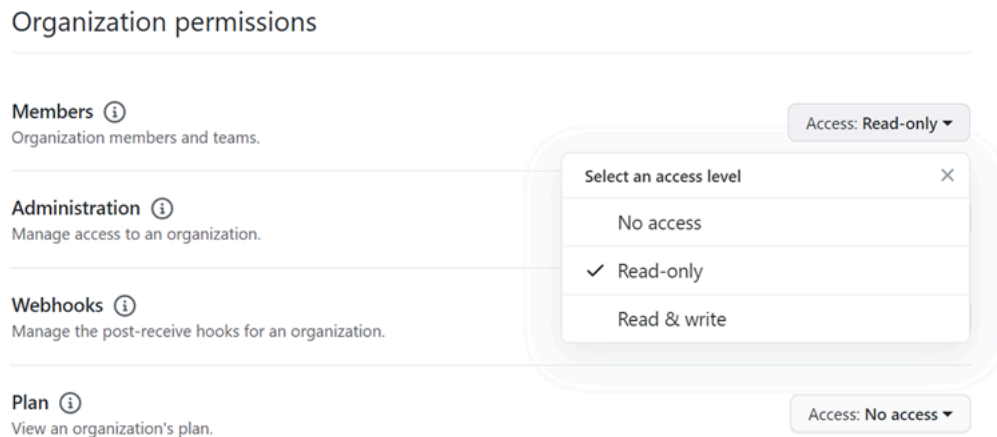 Organization permissions
Members
Organization members and teams.
Access: Read-only
Select an access level
No access
Read-only
Read & write
Administration
Manage access to an organization.
Webhooks
Manage the post-receive hooks for an organization.
Plan
View an organization's plan.
Access: No access